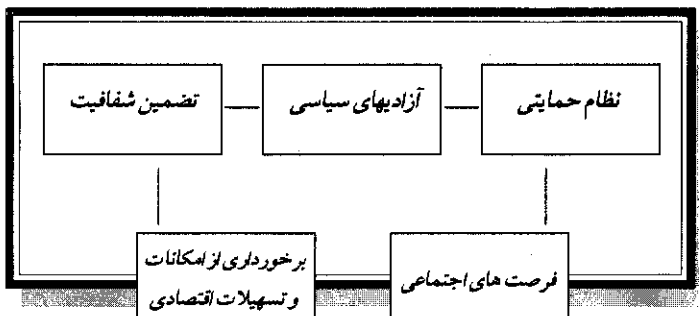 نظام حمایتی
آزادیهای سیاسی
تضمین شفافیت
فرصت های اجتماعی
برخورداری از امکانات
و تسهیلات اقتصادی